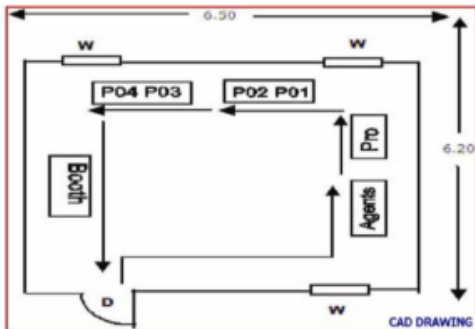 6.50
W
W
P04 P03
P02 P01
Pro
6.20
Booth
Agents
D
W
CAD DRAWING